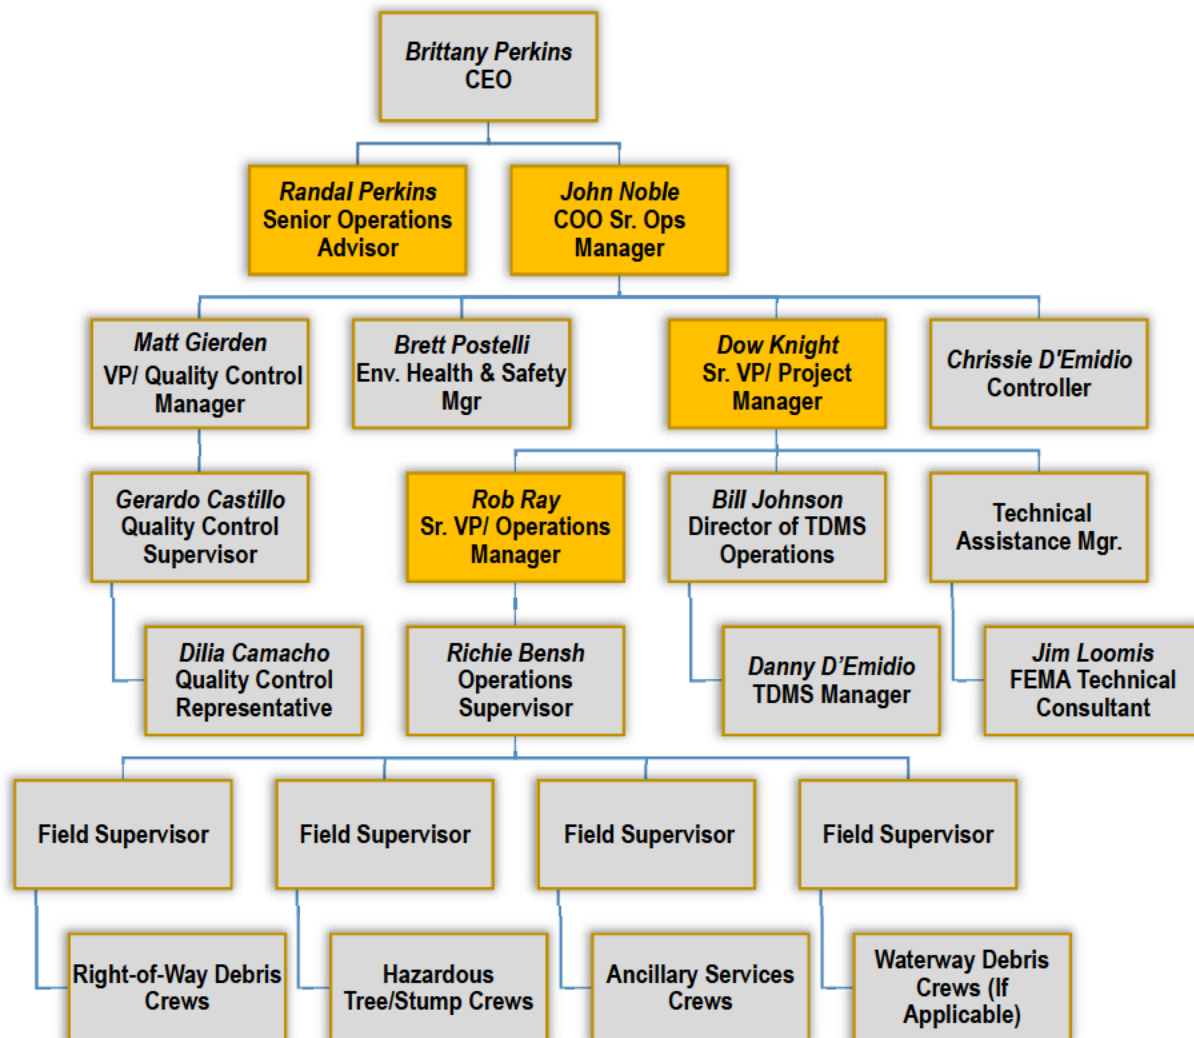 Brittany Perkins
CEO
Randal Perkins
Senior Operations
Advisor
John Noble
COO Sr. Ops
Manager
Matt Gierden
VP/ Quality Control
Manager
Brett Postelli
Env. Health & Safety
Mgr
Dow Knight
Sr. VP/ Project
Manager
Chrissie D'Emidio
Controller
Gerardo Castillo
Quality Control
Supervisor
Rob Ray
Sr. VP/ Operations
Manager
Bill Johnson
Director of TDMS
Operations
Technical
Assistance Mgr.
Dilia Camacho
Quality Control
Representative
Richie Bensh
Operations
Supervisor
Danny D’Emidio
TDMS Manager
Jim Loomis
FEMA Technical
Consultant
Field Supervisor
Field Supervisor
Field Supervisor
Field Supervisor
Right-of-Way Debris
Crews
Hazardous
Tree/Stump Crews
Ancillary Services
Crews
Waterway Debris
Crews (If
Applicable)